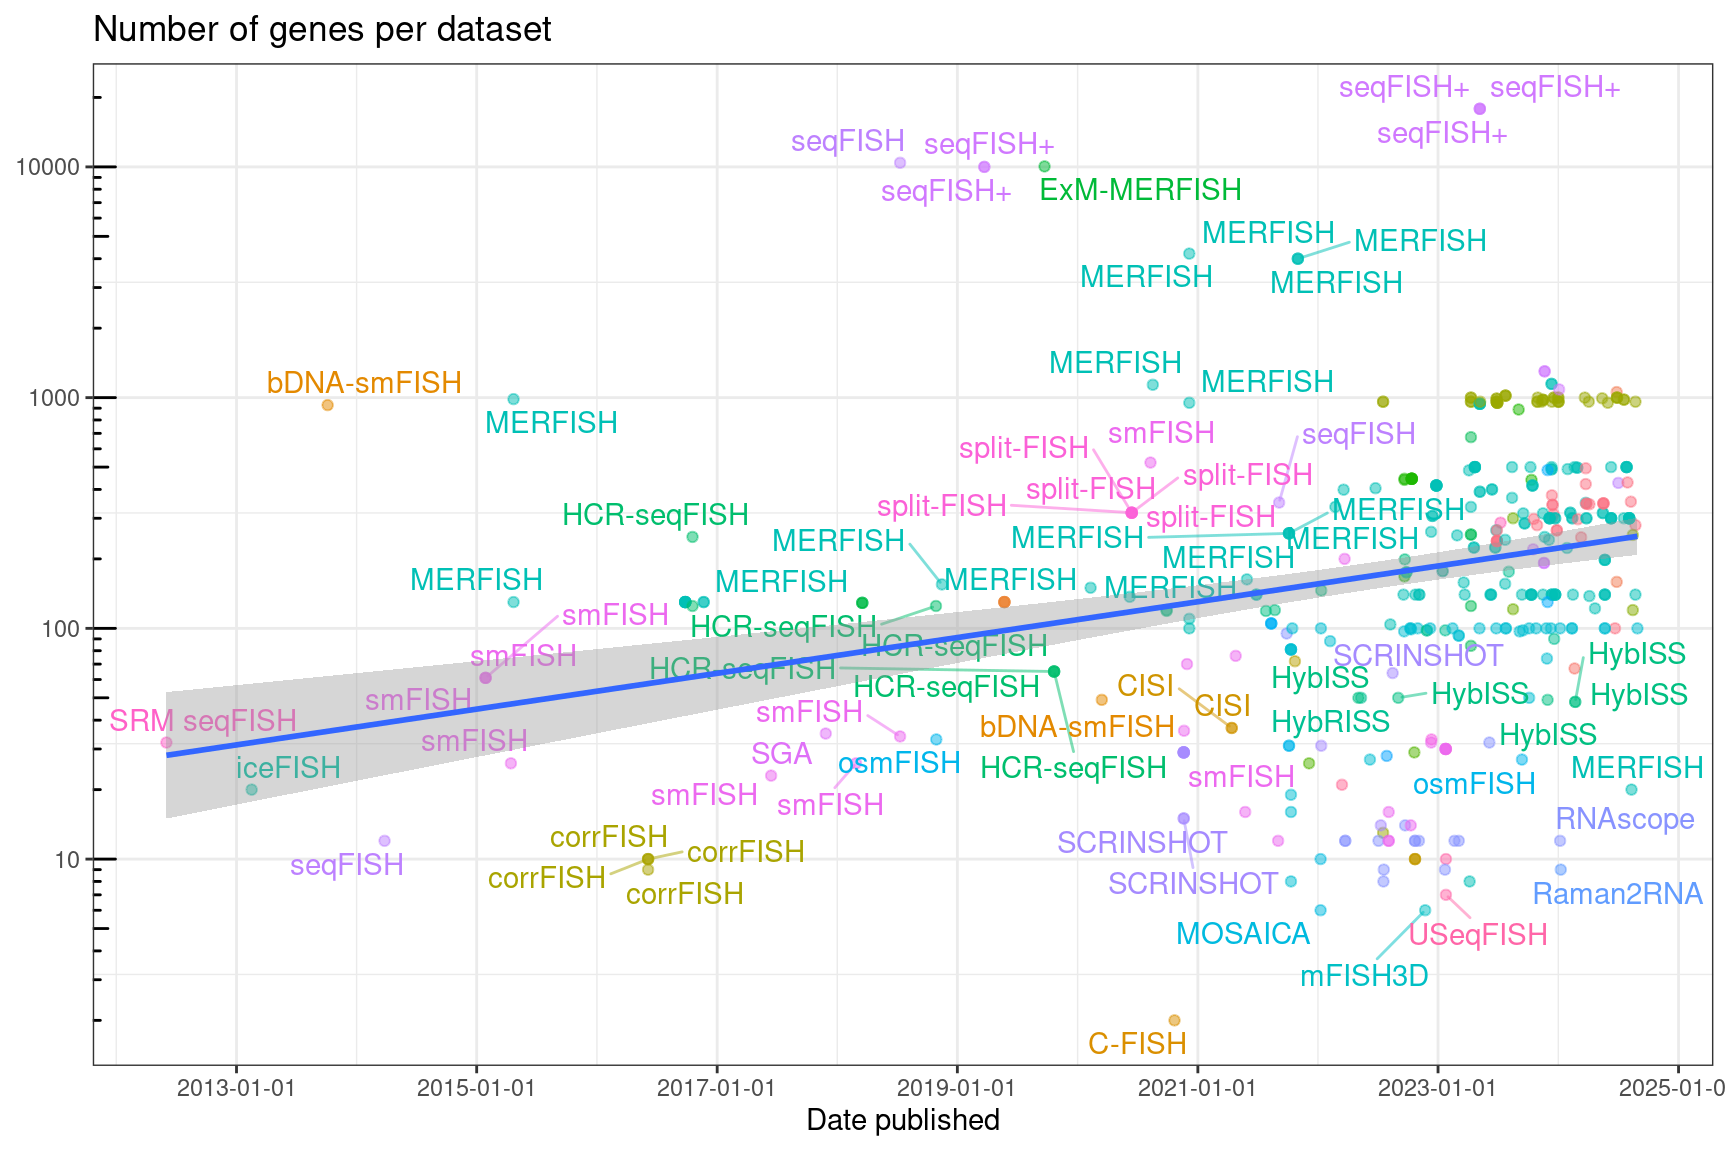 Number of genes per dataset
seqFISH+ seqFISH+
seqFISH+
seqFISH seqFISH+
10000
seqFISH+ ExM-MERFISH
MERFISH MERFISH
MERFISH MERFISH
MERFISH
bDNA-smFISH MERFISH
1000
MERFISH
smFISH seqFISH
split-FISH
split-FISH
split-FISH
split-FISH MERFISH
HCR-seqFISH split-FISH
MERFISH MERFISH MERFISH
MERFISH
MERFISH MERFISH MERFISH
MERFISH
smFISH
100
HCR-seqFISH
HCR-seqFISH
smFISH SCRINSHOT HybISS
HCR-seqFISH HybISS
HCR-seqFISH CISI
smFISH HybISS HybISS
CISI
SRM seqFISH smFISH bDNA-smFISH HybRISS
smFISH HybISS
SGA osmFISH
iceFISH HCR-seqFISH MERFISH
smFISH osmFISH
smFISH smFISH
RNAscope
corrFISH SCRINSHOT
corrFISH
10
seqFISH
corrFISH SCRINSHOT
corrFISH Raman2RNA
MOSAICA USeqFISH
mFISH3D
C-FISH
2013-01-01 2015-01-01 2017-01-01 2019-01-01 2021-01-01 2023-01-01 2025-01-0
Date published